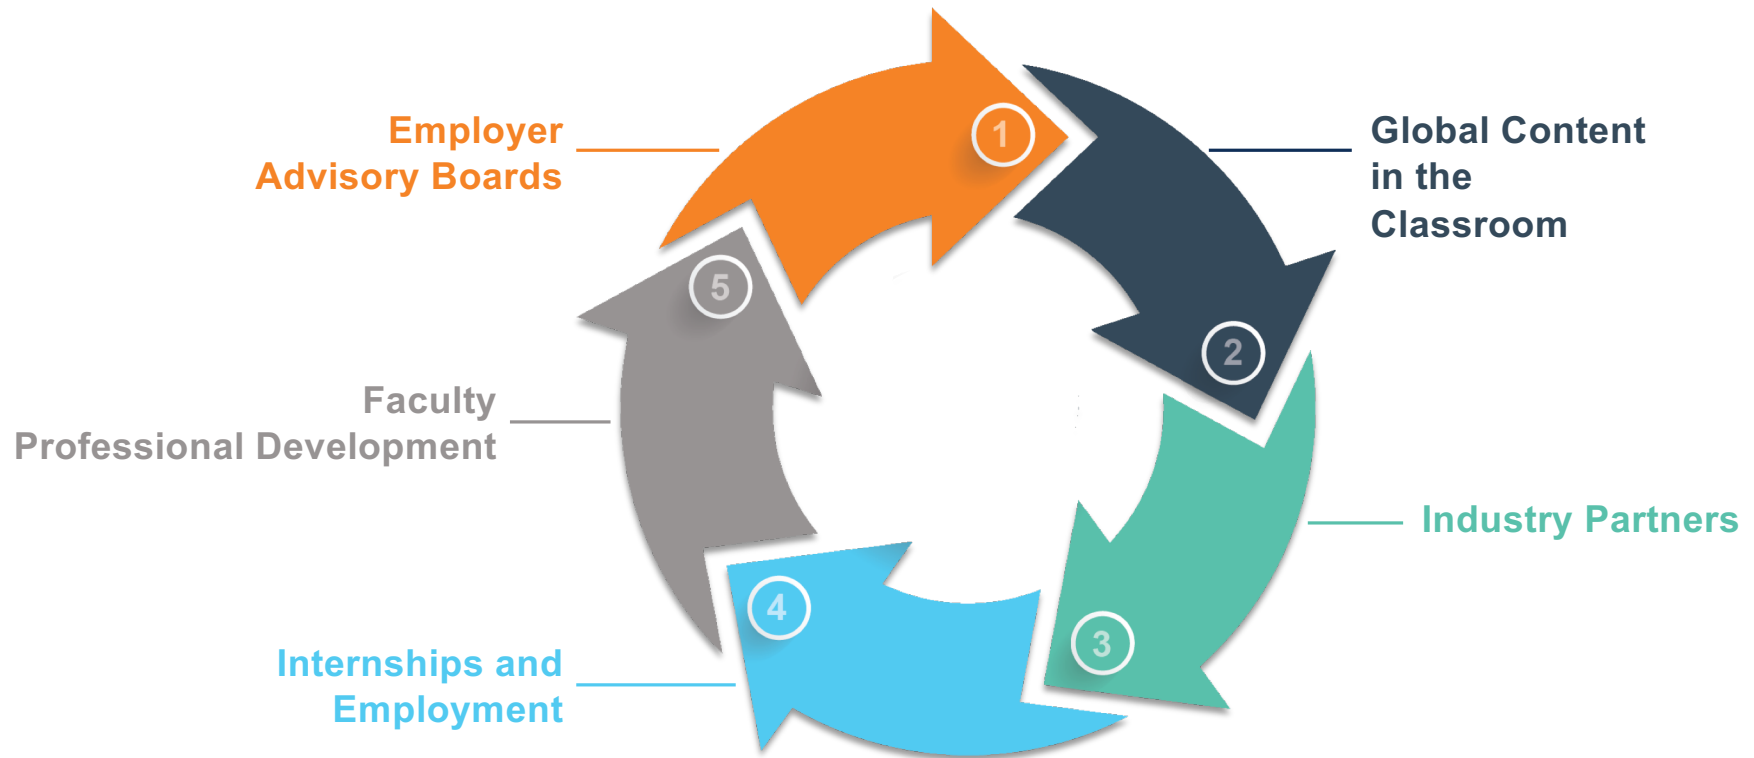 Employer
Advisory Boards
1
Global Content
in the
Classroom
2
Industry Partners
3
Internships and
Employment
4
Faculty
Professional Development
5